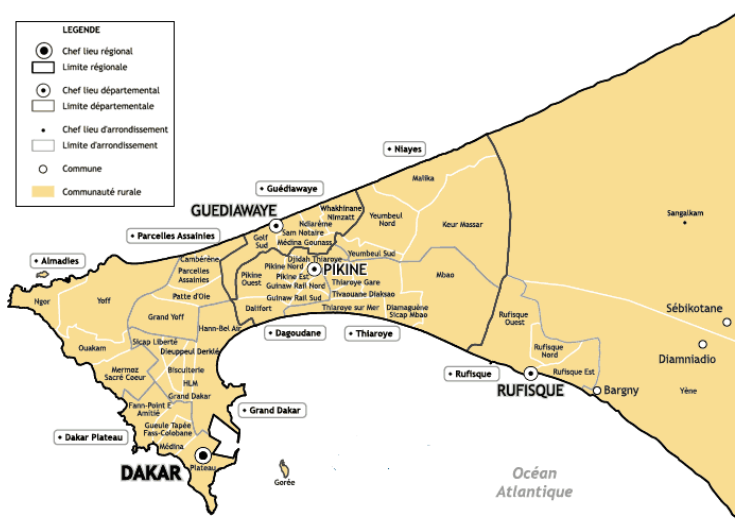 LEGENDE
Chef lieu régional
Limite régionale
Chef lieu départemental
Limite départementale
Chef lieu d'arrondissement
Limite d'arrondissement
Commune
Communauté rurale
• Niayes
Malika
• Guédiawaye
Whakhinane
Nimzatt
GUEDIAWAYE
Ndiarème
Yeumbeul
Nord
Keur Massar
Sangalkam
• Parcelles Assainies
Golf
Sud
Sam Notaire
Médina Gounass
• Almadies
Cambérène
Djidah Thiaroye
Yeumbeul Sud
Parcelles
Assainies
Pikine
Ouest
Pikine Nord
PIKINE
Pikine Est
Mbao
Guinaw Rail Nord
Thiaroye Gare
Ngor
Yoff
Patte d'Oie
Guinaw Rail Sud
Tivaouane Diaksao
Dalifort
Thiaroye sur Mer
Diamaguène
Sicap Mbao
Sébikotane
Grand Yoff
Hann-Bel Air
Rufisque
Ouest
• Dagoudane
• Thiaroye
Sicap Liberté
Ouakam
Dieuppeul Derklé
Rufisque
Nord
Diamniadio
Mermoz
Sacré Coeur
Biscuiterie
• Rufisque
Rufisque Est
HLM
RUFISQUE
Bargny
Yène
Grand Dakar
Fann-Point E
Amitié
• Grand Dakar
Gueule Tapée
Fass-Colobane
• Dakar Plateau
Médina
DAKAR
Plateau
Gorée
Océan
Atlantique